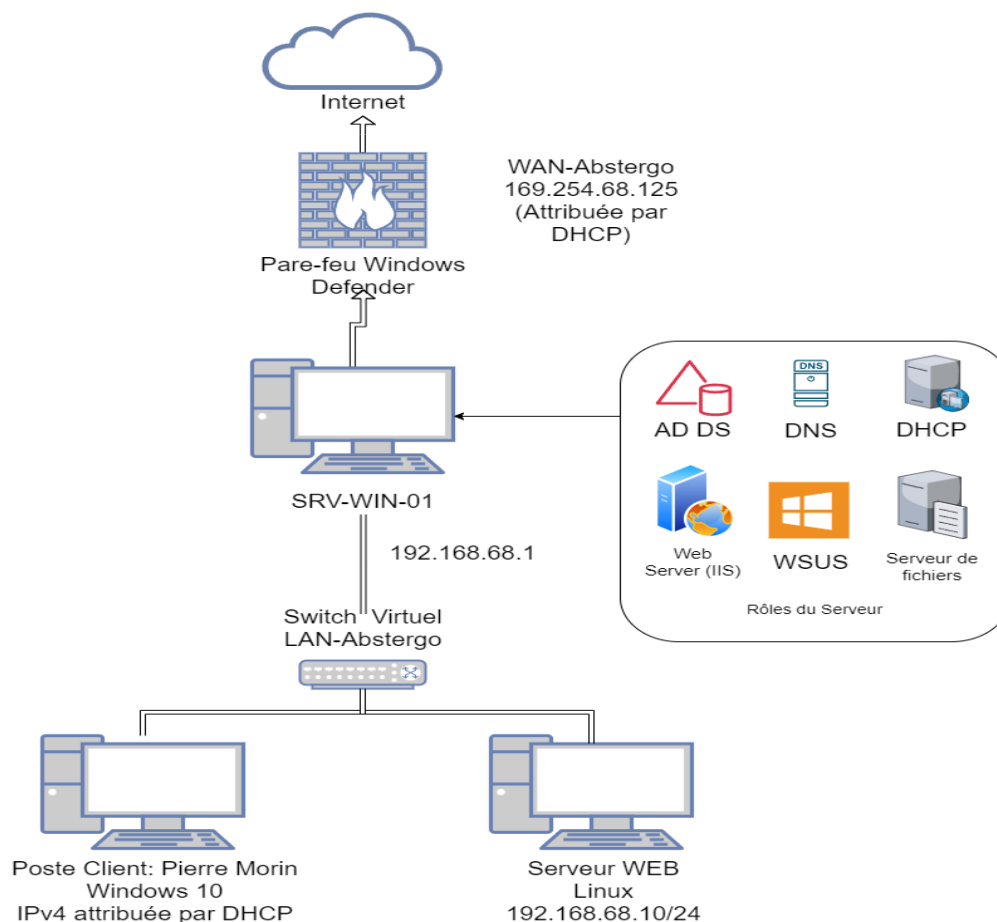 Internet
WAN-Abstergo
169.254.68.125
(Attribuée par
DHCP)
Pare-feu Windows
Defender
SRV-WIN-01
DNS
AD DS
DNS
DHCP
Web
Server (IIS)
WSUS
Serveur de
fichiers
Rôles du Serveur
192.168.68.1
Switch Virtuel
LAN-Abstergo
Poste Client: Pierre Morin
Windows 10
IPv4 attribuée par DHCP
Serveur WEB
Linux
192.168.68.10/24